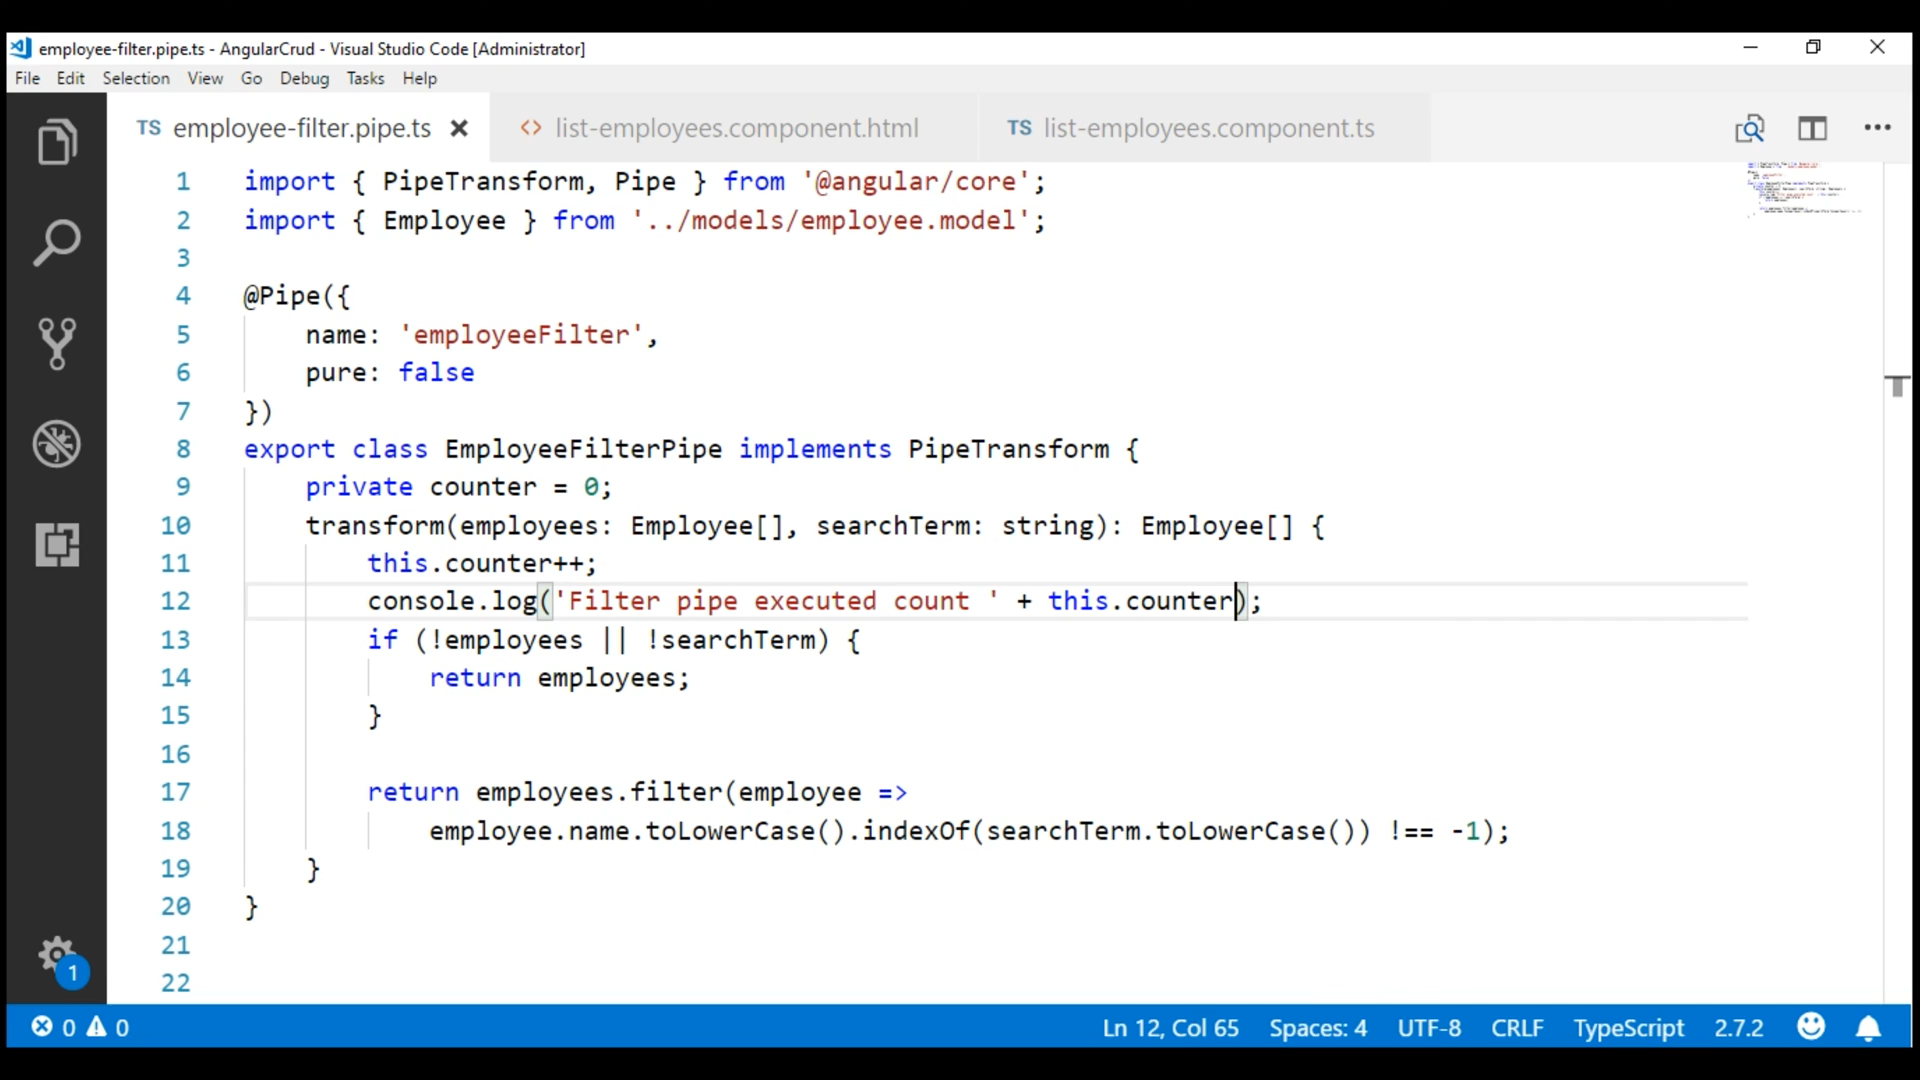 employee-filter.pipe.ts - AngularCrud - Visual Studio Code [Administrator]
File Edit Selection View Go Debug Tasks Help
TS employee-filter.pipe.ts <> list-employees.component.html TS list-employees.component.ts
1 import { PipeTransform, Pipe } from '@angular/core';
2 import { Employee } from '../models/employee.model';
3
4 @Pipe({
5     name: 'employeeFilter',
6     pure: false
7 })
8 export class EmployeeFilterPipe implements PipeTransform {
9     private counter = 0;
10     transform(employees: Employee[], searchTerm: string): Employee[] {
11         this.counter++;
12         console.log('Filter pipe executed count ' + this.counter);
13         if (!employees || !searchTerm) {
14             return employees;
15         }
16
17         return employees.filter(employee =>
18             employee.name.toLowerCase().indexOf(searchTerm.toLowerCase()) !== -1);
19     }
20 }
21
22
1
0 0 Ln 12, Col 65 Spaces: 4 UTF-8 CRLF TypeScript 2.7.2